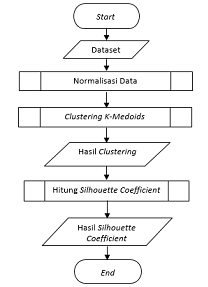 Start
Dataset
Normalisasi Data
Clustering K-Medoids
Hasil Clustering
Hitung Silhouette Coefficient
Hasil Silhouette
Coefficient
End